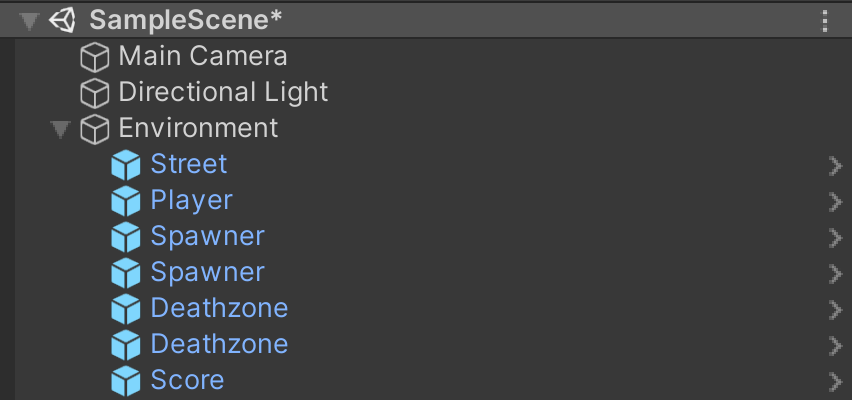 SampleScene*
Main Camera
Directional Light
Environment
Street
Player
Spawner
Spawner
Deathzone
Deathzone
Score